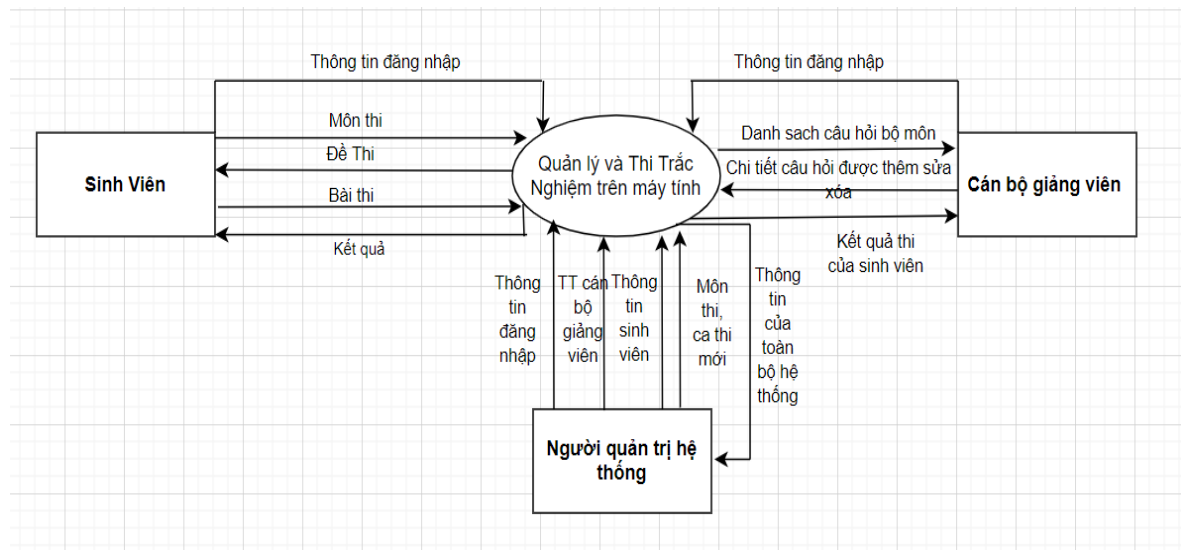 Thông tin đăng nhập
Thông tin đăng nhập
Môn thi
Đề Thi
Bài thi
Kết quả
Sinh Viên
Quản lý và Thi Trắc
Nghiệm trên máy tính
Danh sach câu hỏi bộ môn
Chi tiết câu hỏi được thêm sửa
xóa
Kết quả thi
của sinh viên
Cán bộ giảng viên
Thông
tin
đăng
nhập
TT cán
bộ
giảng
viên
Thông
tin
sinh
viên
Môn
thi,
ca thi
mới
Thông
tin
của
toàn
bộ hệ
thống
Người quản trị hệ
thống